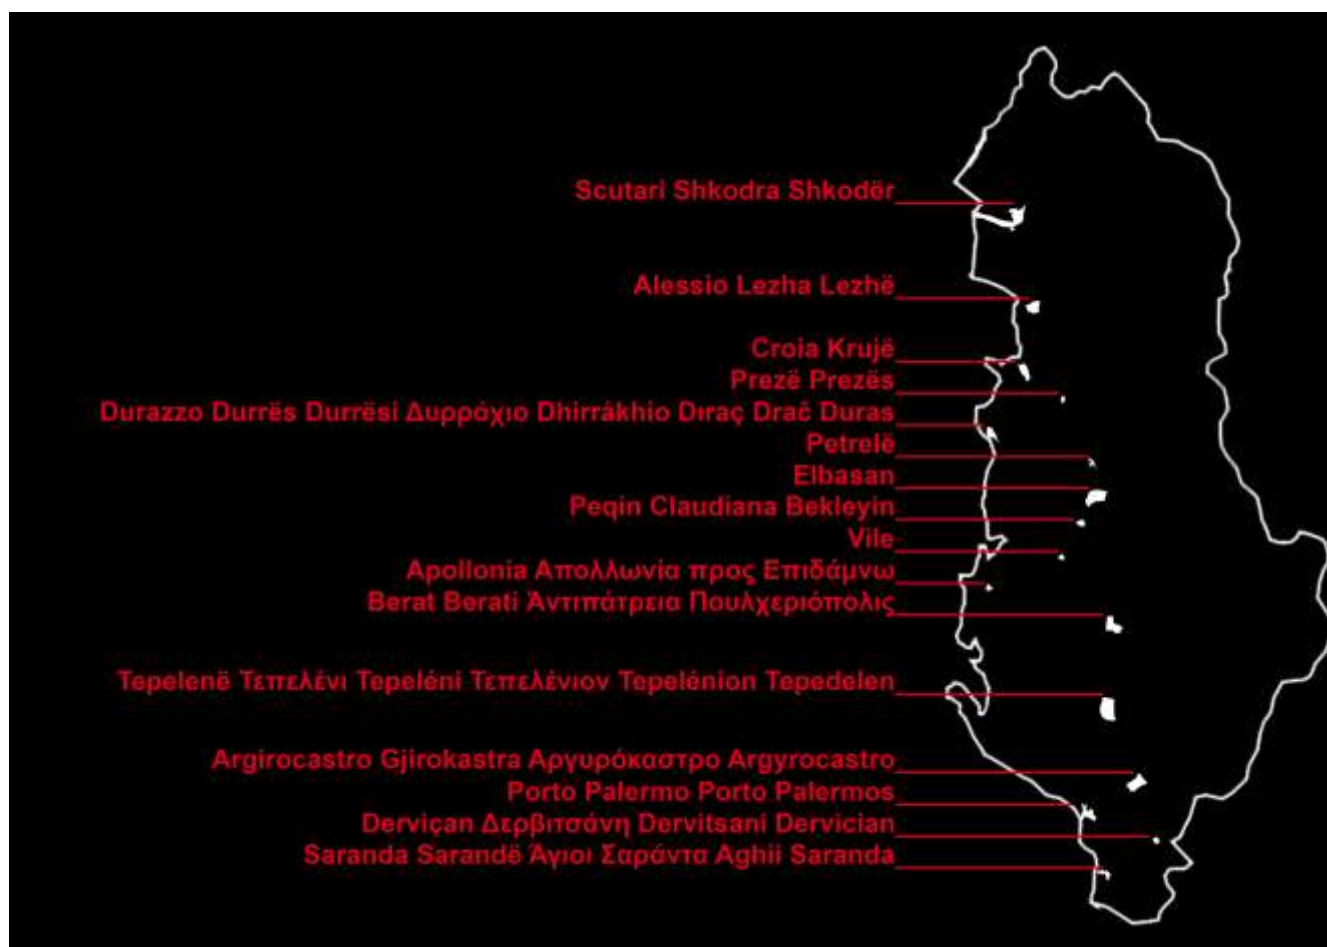 Scutari Shkodra Shkodër
Alessio Lezha Lezhë
Croia Krujë
Prezë Prezës
Durazzo Durrës Durrësi Δυρράχιο Dhirrákhio Dıraç Drač Duras
Petrelë
Elbasan
Peqin Claudiana Bekleyin
Vile
Apollonia Απολλωνία προς Επιδάμνω
Berat Berati Ἀντιπάτρεια Πουλχεριόπολις
Tepelenë Τεπελένι Tepeléni Τεπελένιον Tepelénion Tepedelen
Argirocastro Gjirokastra Αργυρόκαστρο Argyrocastro
Porto Palermo Porto Palermos
Derviçan Δερβιτσάνη Dervitsani Dervician
Saranda Sarandë Άγιοι Σαράντα Aghii Saranda